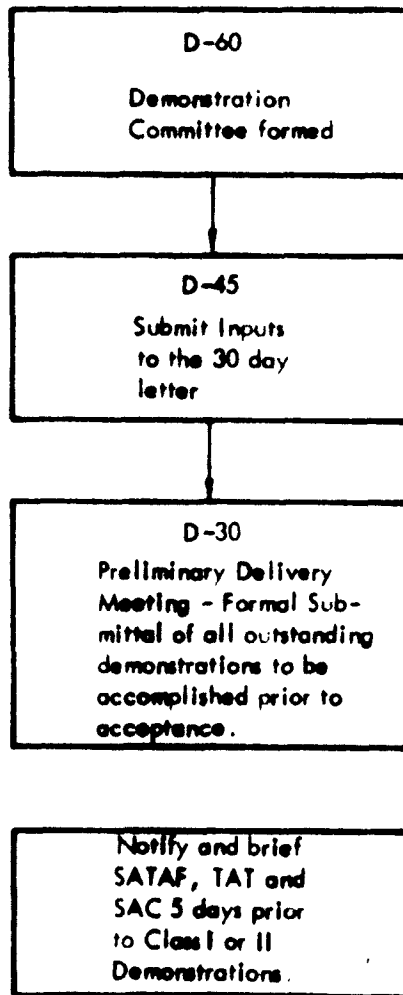 D-60
Demonstration
Committee formed
D-45
Submit Inputs
to the 30 day
letter
D-30
Preliminary Delivery
Meeting - Formal Sub-
mittal of all outstanding
demonstrations to be
accomplished prior to
acceptance.
Notify and brief
SATAF, TAT and
SAC 5 days prior
to Class I or II
Demonstrations.